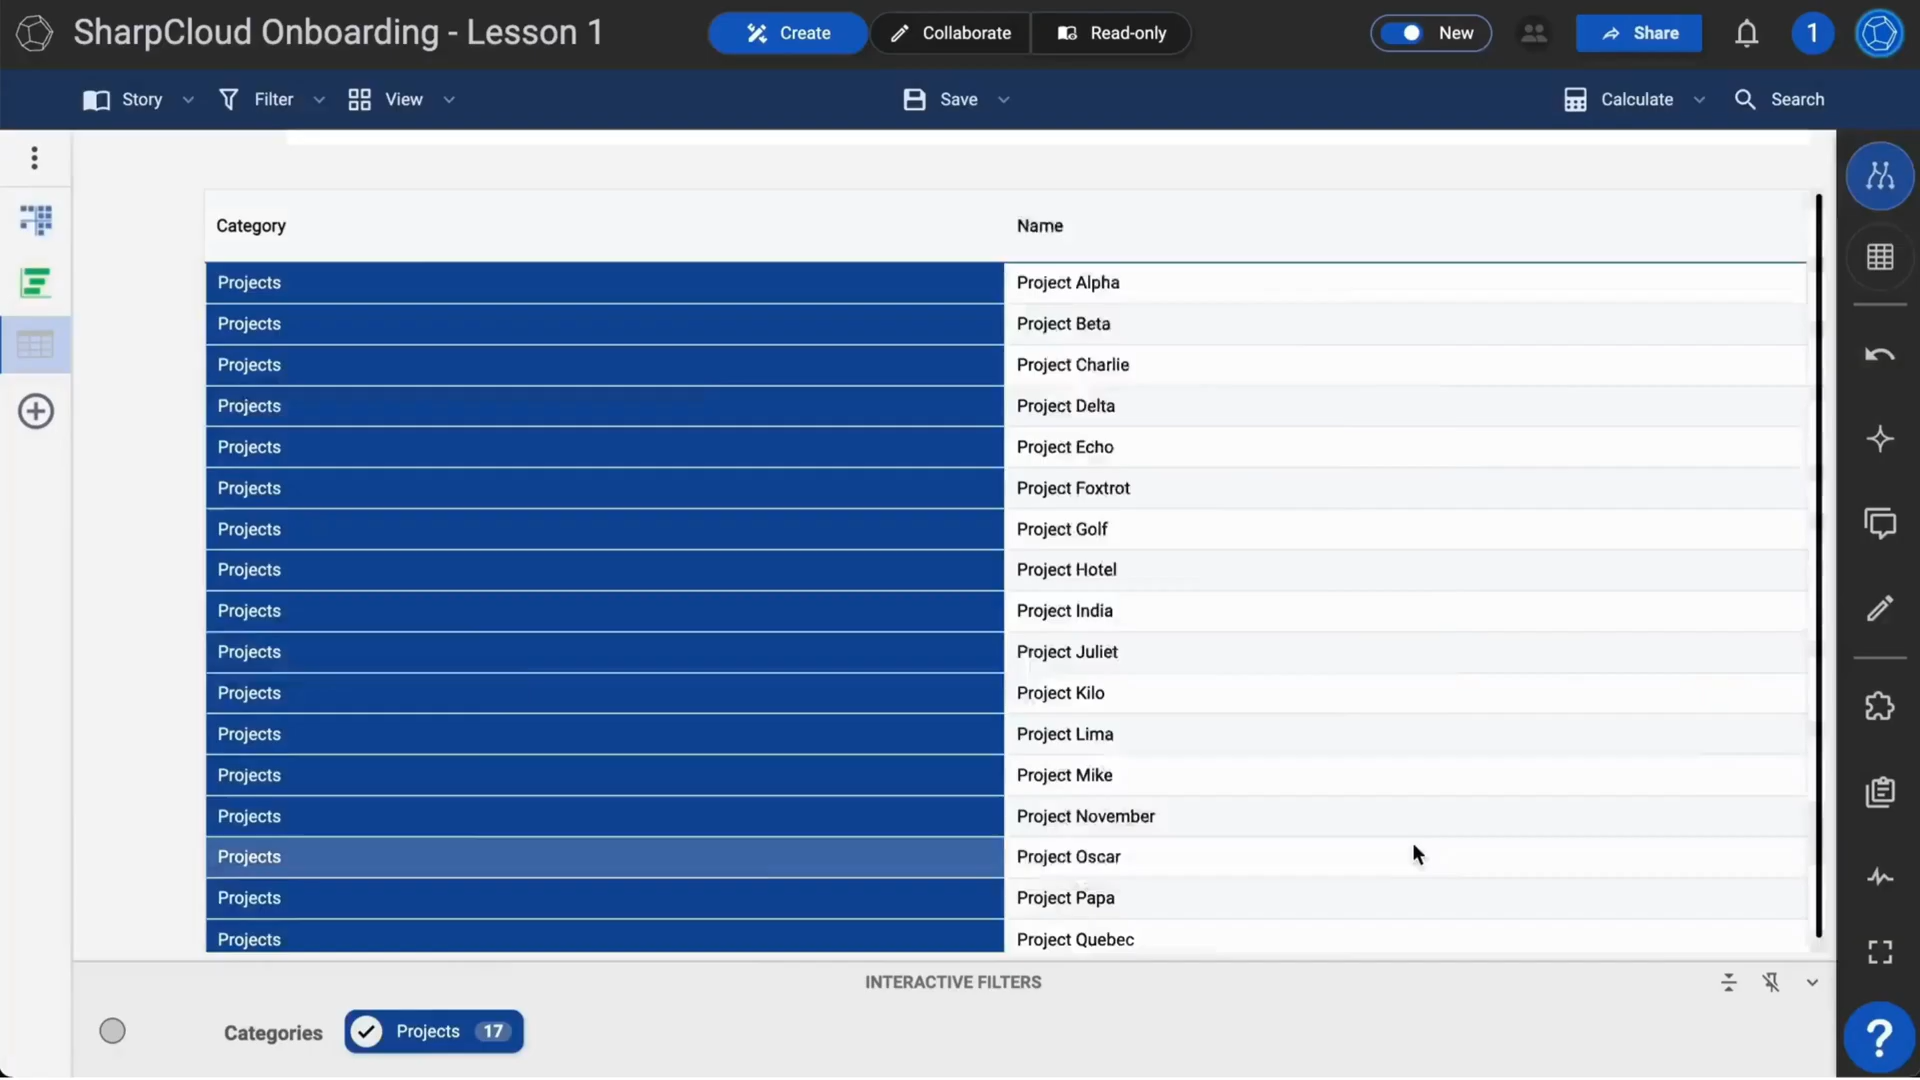 SharpCloud Onboarding - Lesson 1
Create
Collaborate
Read-only
New
Share
1
Story
Filter
View
Save
Calculate
Search
Category Name
Projects Project Alpha
Projects Project Beta
Projects Project Charlie
Projects Project Delta
Projects Project Echo
Projects Project Foxtrot
Projects Project Golf
Projects Project Hotel
Projects Project India
Projects Project Juliet
Projects Project Kilo
Projects Project Lima
Projects Project Mike
Projects Project November
Projects Project Oscar
Projects Project Papa
Projects Project Quebec
INTERACTIVE FILTERS
Categories Projects 17
?